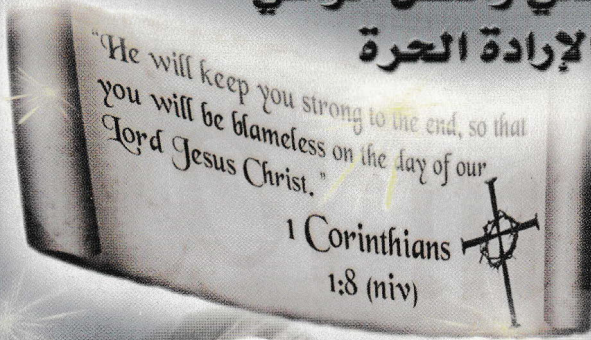 الإرادة الحرة
"He will keep you strong to the end, so that
you will be blameless on the day of our
Lord Jesus Christ."
1 Corinthians
1:8 (niv)